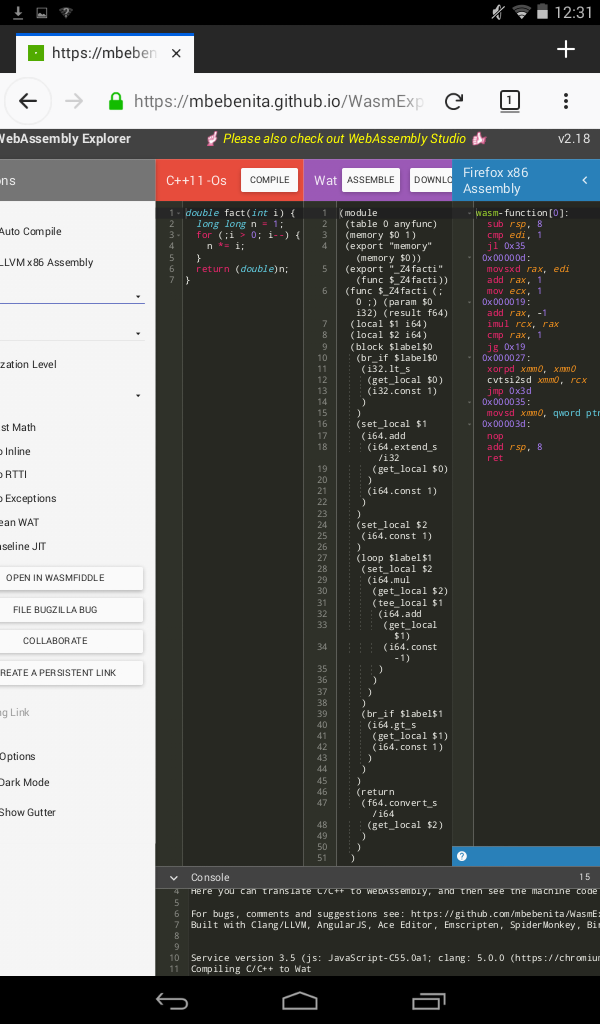 12:31
https://mbeben
https://mbebenita.github.io/WasmExp
1
WebAssembly Explorer
Please also check out WebAssembly Studio
v2.18
ons
Auto Compile
LLVM x86 Assembly
zation Level
st Math
o Inline
o RTTI
o Exceptions
ean WAT
seline JIT
OPEN IN WASMFIDDLE
FILE BUGZILLA BUG
COLLABORATE
REATE A PERSISTENT LINK
ng Link
Options
Dark Mode
Show Gutter
C++11 -Os
COMPILE
1 double fact(int i) {
2 long long n = 1;
3 for (;i > 0; i--) {
4 n *= i;
5 }
6 return (double)n;
7 }
Wat
ASSEMBLE
DOWNLO
1 (module
2 (table 0 anyfunc)
3 (memory $0 1)
4 (export "memory"
(memory $0))
5 (export "_Z4facti"
(func $_Z4facti))
6 (func $_Z4facti (;
0 ;) (param $0
i32) (result f64)
7 (local $1 i64)
8 (local $2 i64)
9 (block $label$0
10 (br_if $label$0
11 (i32.lt_s
12 (get_local $0)
13 (i32.const 1)
14 )
15 )
16 (set_local $1
17 (i64.add
18 (i64.extend_s
/i32
19 (get_local $0)
20 )
21 (i64.const 1)
22 )
23 )
24 (set_local $2
25 (i64.const 1)
26 )
27 (loop $label$1
28 (set_local $2
29 (i64.mul
30 (get_local $2)
31 (tee_local $1
32 (i64.add
33 (get_local
$1)
34 (i64.const
-1)
35 )
36 )
37 )
38 )
39 (br_if $label$1
40 (i64.gt_s
41 (get_local $1)
42 (i64.const 1)
43 )
44 )
45 )
46 (return
47 (f64.convert_s
/i64
48 (get_local $2)
49 )
50 )
51 )
Firefox x86
Assembly
wasm-function[0]:
sub rsp, 8
cmp edi, 1
jl 0x35
0x00000d:
movsxd rax, edi
add rax, 1
mov ecx, 1
0x000019:
add rax, -1
imul rcx, rax
cmp rax, 1
jg 0x19
0x000027:
xorpd xmm0, xmm0
cvtsi2sd xmm0, rcx
jmp 0x3d
0x000035:
movsd xmm0, qword ptr
0x00003d:
nop
add rsp, 8
ret
Console
15
4 Here you can translate C/C++ to WebAssembly, and then see the machine code
5
6 For bugs, comments and suggestions see: https://github.com/mbebenita/WasmEx
7 Built with Clang/LLVM, AngularJS, Ace Editor, Emscripten, SpiderMonkey, Bin
8
9
10 Service version 3.5 (js: JavaScript-C55.0a1; clang: 5.0.0 (https://chromium
11 Compiling C/C++ to Wat